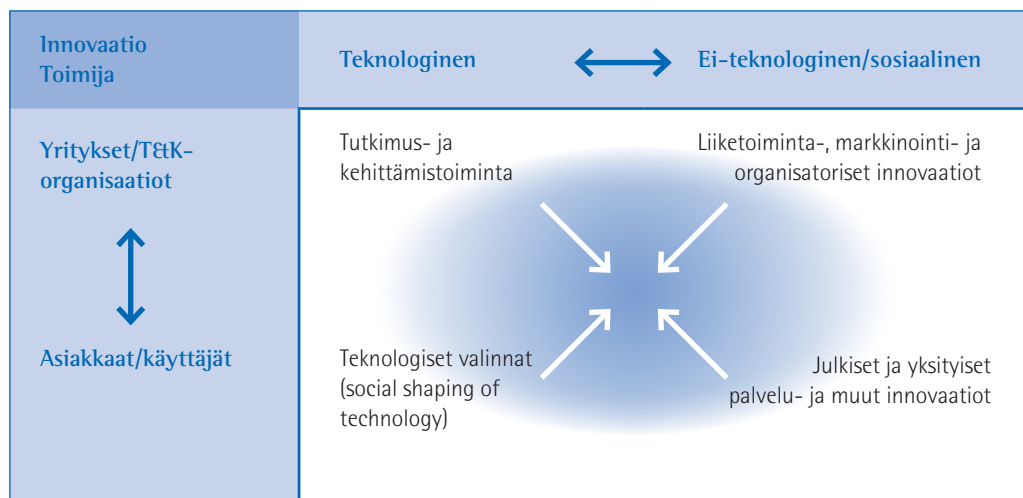 Innovaatio
Toimija
Teknologinen
Ei-teknologinen/sosiaalinen
Yritykset/T&K-
organisaatiot
Tutkimus- ja
kehittämistoiminta
Liiketoiminta-, markkinointi- ja
organisatoriset innovaatiot
Asiakkaat/käyttäjät
Teknologiset valinnat
(social shaping of
technology)
Julkiset ja yksityiset
palvelu- ja muut innovaatiot